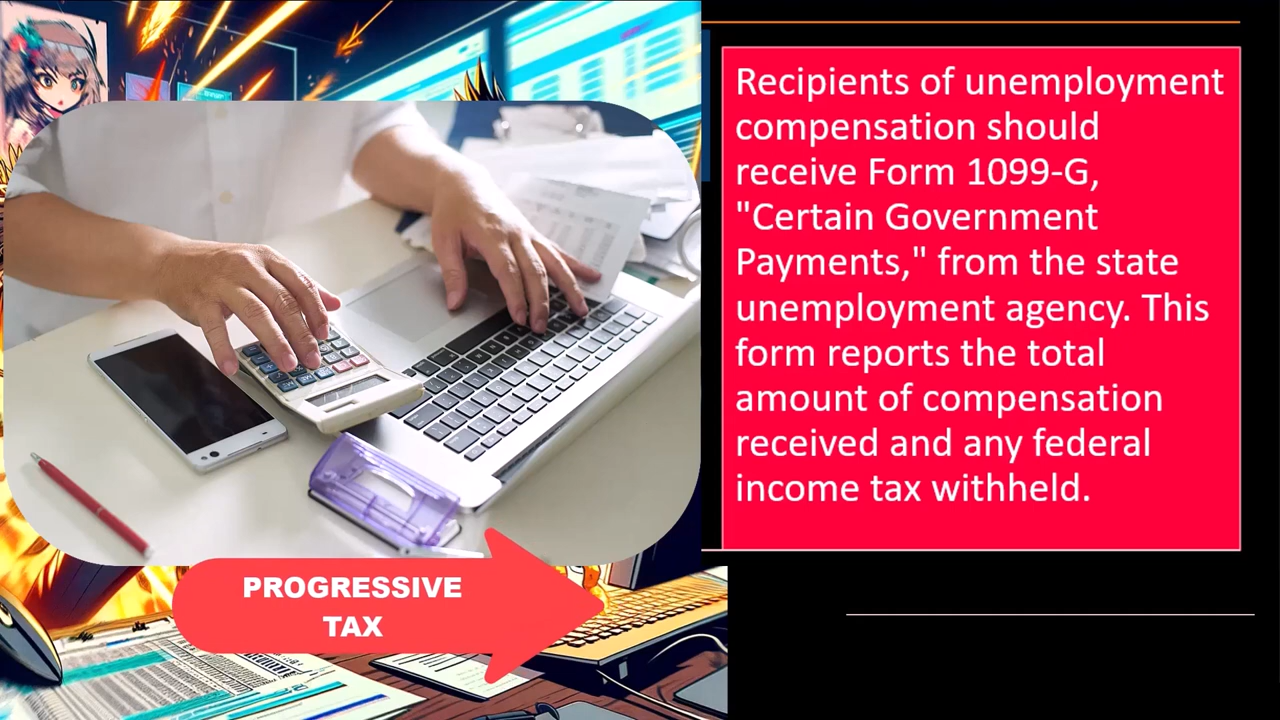 Recipients of unemployment
compensation should
receive Form 1099-G,
"Certain Government
Payments," from the state
unemployment agency. This
form reports the total
amount of compensation
received and any federal
income tax withheld.
PROGRESSIVE
TAX